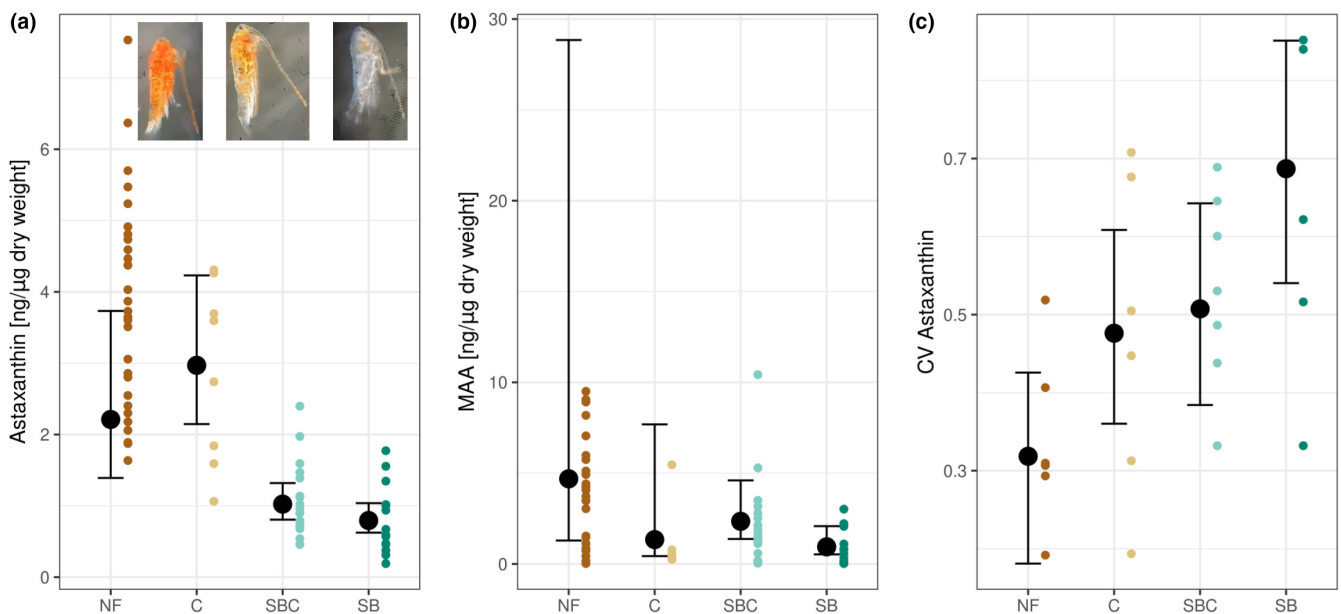 (a)
Astaxanthin [ng/µg dry weight]
6
4
2
0
NF C SBC SB
(b)
MAA [ng/µg dry weight]
30
20
10
0
NF C SBC SB
(c)
CV Astaxanthin
0.7
0.5
0.3
NF C SBC SB